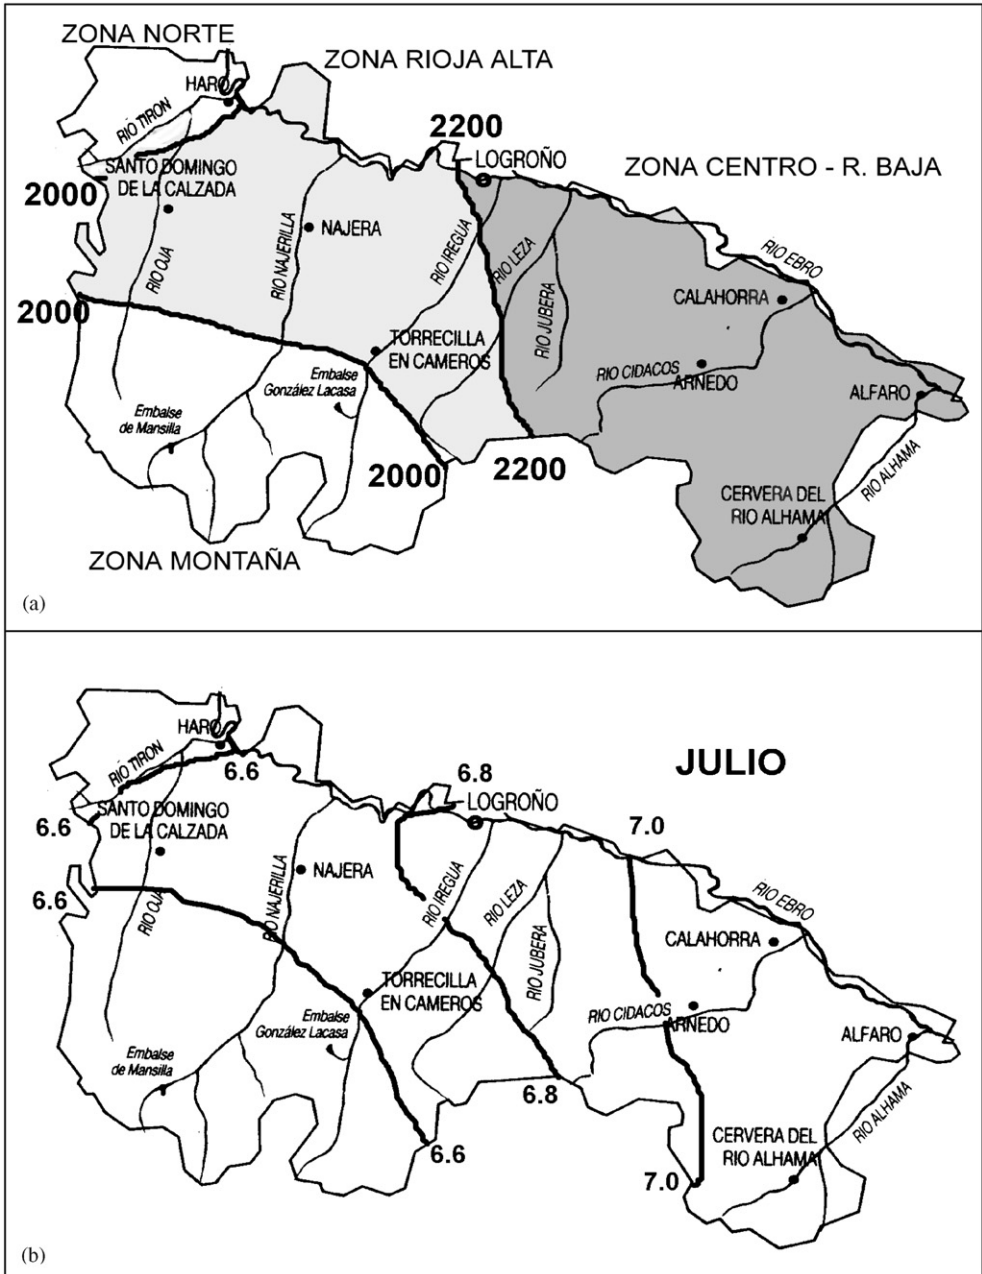 ZONA NORTE
ZONA RIOJA ALTA
HARO
RIO TIRON
2200
LOGROÑO
ZONA CENTRO - R. BAJA
SANTO DOMINGO
DE LA CALZADA
2000
NAJERA
RIO OJA
RIO NAJERILLA
RIO IREGUA
RIO LEZA
RIO JUBERA
RIO EBRO
CALAHORRA
2000
TORRECILLA
EN CAMEROS
RIO CIDACOS
ARNEDO
ALFARO
Embalse
González Lacasa
Embalse
de Mansilla
2000
2200
RIO ALHAMA
CERVERA DEL
RIO ALHAMA
ZONA MONTAÑA
(a)
JULIO
HARO
RIO TIRON
6.6
6.8
LOGROÑO
7.0
6.6
SANTO DOMINGO
DE LA CALZADA
NAJERA
6.6
RIO OJA
RIO NAJERILLA
RIO IREGUA
RIO LEZA
RIO JUBERA
RIO EBRO
CALAHORRA
TORRECILLA
EN CAMEROS
RIO CIDACOS
ARNEDO
ALFARO
Embalse
González Lacasa
Embalse
de Mansilla
6.8
RIO ALHAMA
CERVERA DEL
RIO ALHAMA
6.6
7.0
(b)